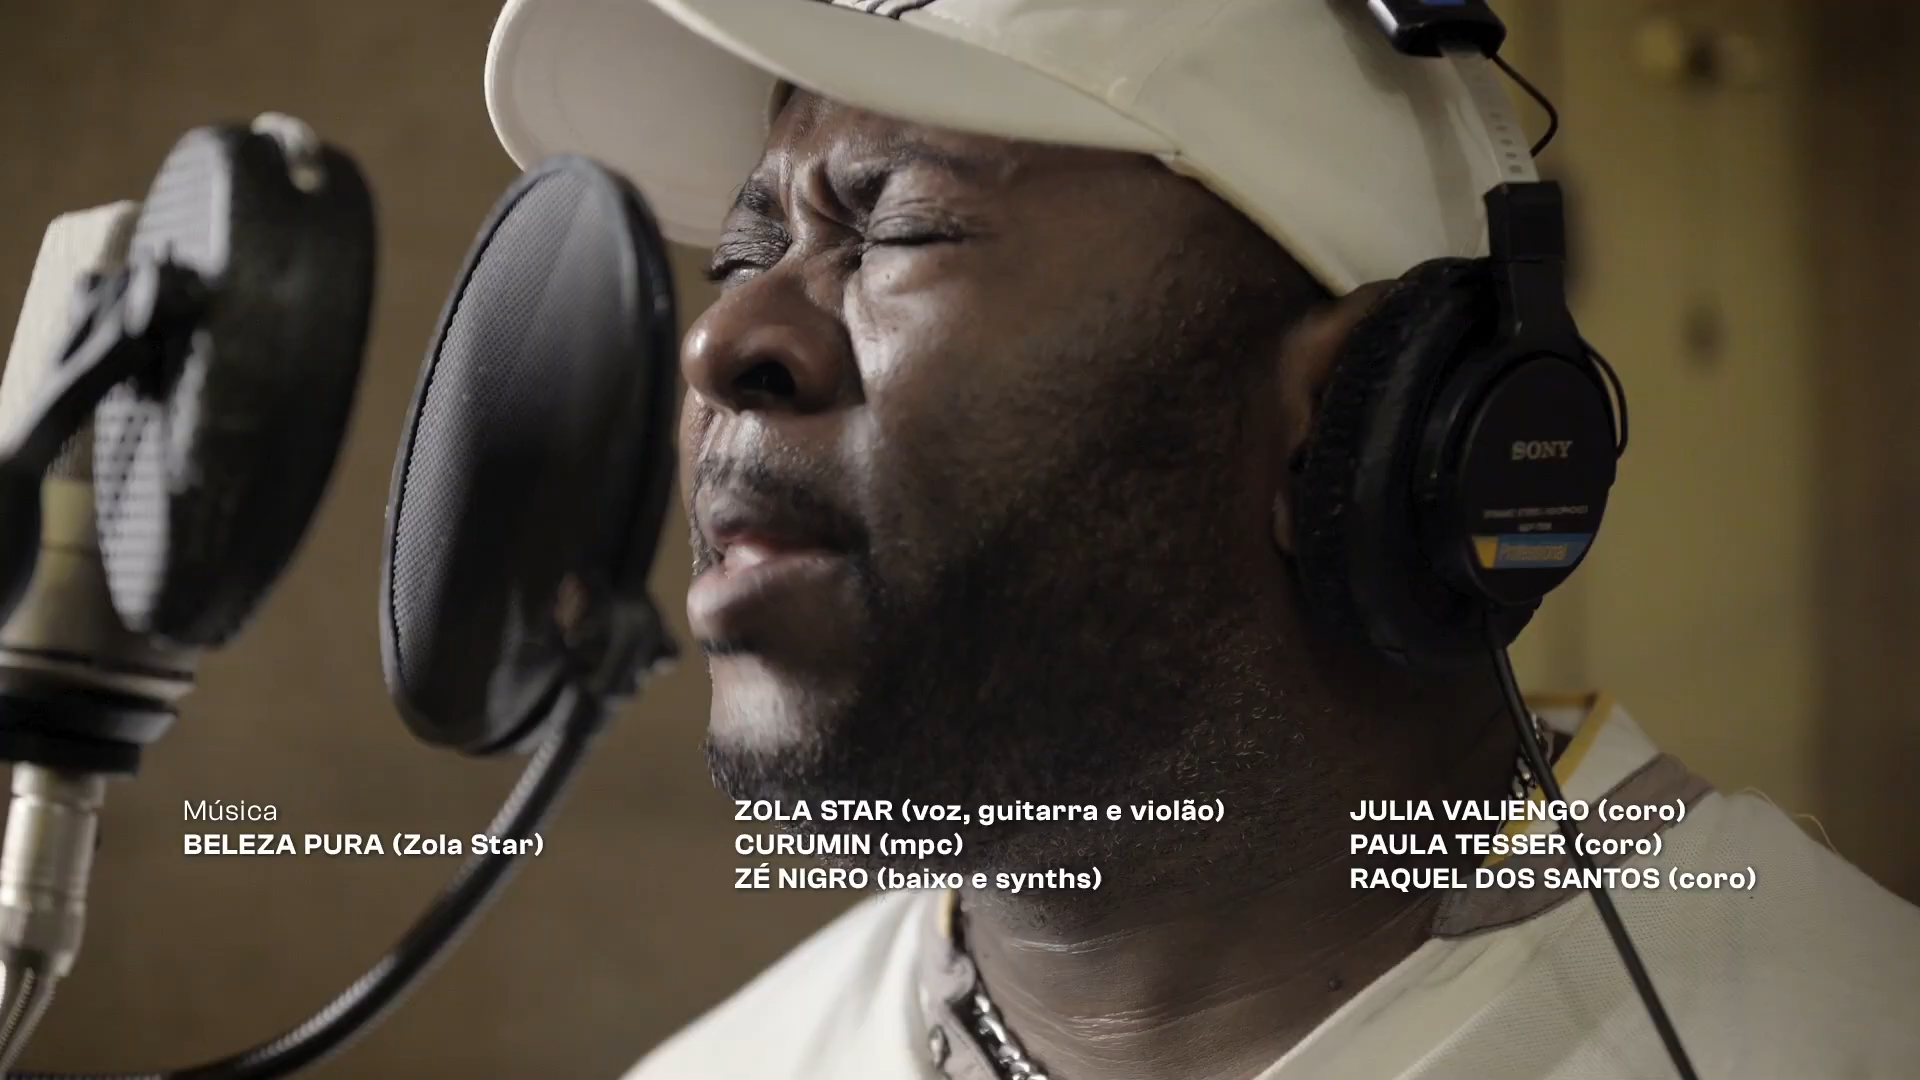 SONY
Professional
Música
BELEZA PURA (Zola Star)
ZOLA STAR (voz, guitarra e violão)
CURUMIN (mpc)
ZÉ NIGRO (baixo e synths)
JULIA VALIENGO (coro)
PAULA TESSER (coro)
RAQUEL DOS SANTOS (coro)